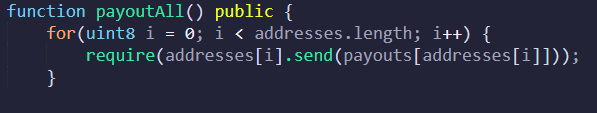 function payoutAll() public {
for(uint8 i = 0; i < addresses.length; i++) {
require(addresses[i].send(payouts[addresses[i]]));
}